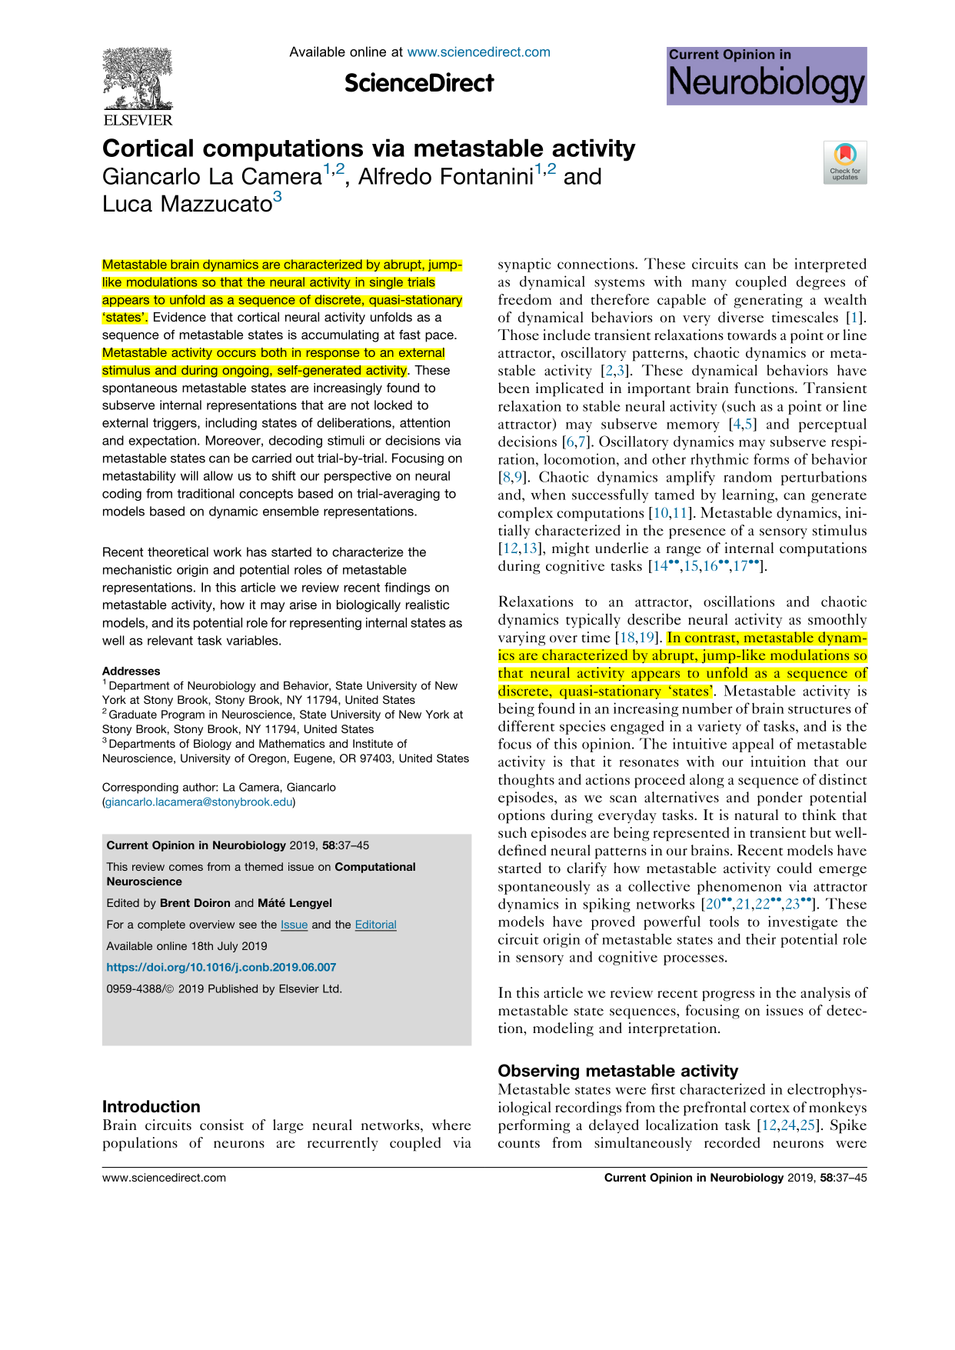 Available online at www.sciencedirect.com
ScienceDirect
Current Opinion in
Neurobiology
ELSEVIER
Cortical computations via metastable activity
Giancarlo La Camera1,2, Alfredo Fontanini1,2 and
Luca Mazzucato3
Check for
updates
Metastable brain dynamics are characterized by abrupt, jump-
like modulations so that the neural activity in single trials
appears to unfold as a sequence of discrete, quasi-stationary
‘states’. Evidence that cortical neural activity unfolds as a
sequence of metastable states is accumulating at fast pace.
Metastable activity occurs both in response to an external
stimulus and during ongoing, self-generated activity. These
spontaneous metastable states are increasingly found to
subserve internal representations that are not locked to
external triggers, including states of deliberations, attention
and expectation. Moreover, decoding stimuli or decisions via
metastable states can be carried out trial-by-trial. Focusing on
metastability will allow us to shift our perspective on neural
coding from traditional concepts based on trial-averaging to
models based on dynamic ensemble representations.
Recent theoretical work has started to characterize the
mechanistic origin and potential roles of metastable
representations. In this article we review recent findings on
metastable activity, how it may arise in biologically realistic
models, and its potential role for representing internal states as
well as relevant task variables.
Addresses
1 Department of Neurobiology and Behavior, State University of New
York at Stony Brook, Stony Brook, NY 11794, United States
2 Graduate Program in Neuroscience, State University of New York at
Stony Brook, Stony Brook, NY 11794, United States
3 Departments of Biology and Mathematics and Institute of
Neuroscience, University of Oregon, Eugene, OR 97403, United States
Corresponding author: La Camera, Giancarlo
(giancarlo.lacamera@stonybrook.edu)
Current Opinion in Neurobiology 2019, 58:37–45
This review comes from a themed issue on Computational
Neuroscience
Edited by Brent Doiron and Máté Lengyel
For a complete overview see the Issue and the Editorial
Available online 18th July 2019
https://doi.org/10.1016/j.conb.2019.06.007
0959-4388/© 2019 Published by Elsevier Ltd.
Introduction
Brain circuits consist of large neural networks, where
populations of neurons are recurrently coupled via
synaptic connections. These circuits can be interpreted
as dynamical systems with many coupled degrees of
freedom and therefore capable of generating a wealth
of dynamical behaviors on very diverse timescales [1].
Those include transient relaxations towards a point or line
attractor, oscillatory patterns, chaotic dynamics or meta-
stable activity [2,3]. These dynamical behaviors have
been implicated in important brain functions. Transient
relaxation to stable neural activity (such as a point or line
attractor) may subserve memory [4,5] and perceptual
decisions [6,7]. Oscillatory dynamics may subserve respi-
ration, locomotion, and other rhythmic forms of behavior
[8,9]. Chaotic dynamics amplify random perturbations
and, when successfully tamed by learning, can generate
complex computations [10,11]. Metastable dynamics, ini-
tially characterized in the presence of a sensory stimulus
[12,13], might underlie a range of internal computations
during cognitive tasks [14••,15,16••,17••].
Relaxations to an attractor, oscillations and chaotic
dynamics typically describe neural activity as smoothly
varying over time [18,19]. In contrast, metastable dynam-
ics are characterized by abrupt, jump-like modulations so
that neural activity appears to unfold as a sequence of
discrete, quasi-stationary ‘states’. Metastable activity is
being found in an increasing number of brain structures of
different species engaged in a variety of tasks, and is the
focus of this opinion. The intuitive appeal of metastable
activity is that it resonates with our intuition that our
thoughts and actions proceed along a sequence of distinct
episodes, as we scan alternatives and ponder potential
options during everyday tasks. It is natural to think that
such episodes are being represented in transient but well-
defined neural patterns in our brains. Recent models have
started to clarify how metastable activity could emerge
spontaneously as a collective phenomenon via attractor
dynamics in spiking networks [20••,21,22••,23••]. These
models have proved powerful tools to investigate the
circuit origin of metastable states and their potential role
in sensory and cognitive processes.
In this article we review recent progress in the analysis of
metastable state sequences, focusing on issues of detec-
tion, modeling and interpretation.
Observing metastable activity
Metastable states were first characterized in electrophys-
iological recordings from the prefrontal cortex of monkeys
performing a delayed localization task [12,24,25]. Spike
counts from simultaneously recorded neurons were
www.sciencedirect.com
Current Opinion in Neurobiology 2019, 58:37–45